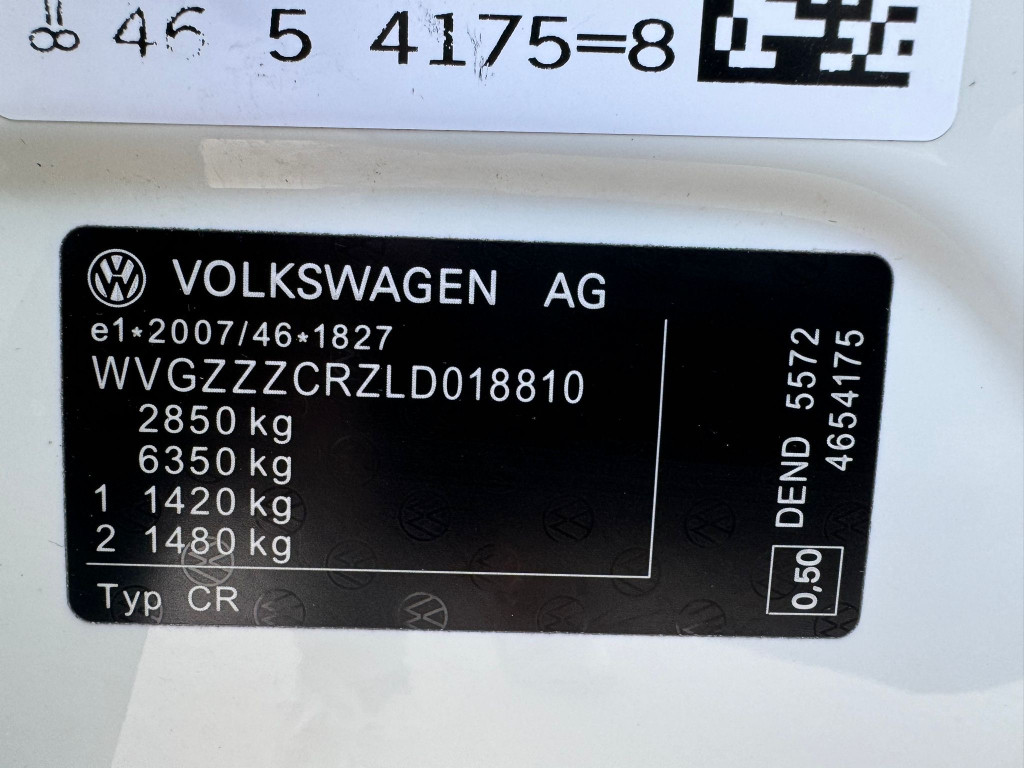 46 5 4175=8
VOLKSWAGEN AG
e1*2007/46*1827
WVGZZZCRZLD018810
2850 kg
6350 kg
1 1420 kg
2 1480 kg
Typ CR
DEND 5572
4654175
0,50